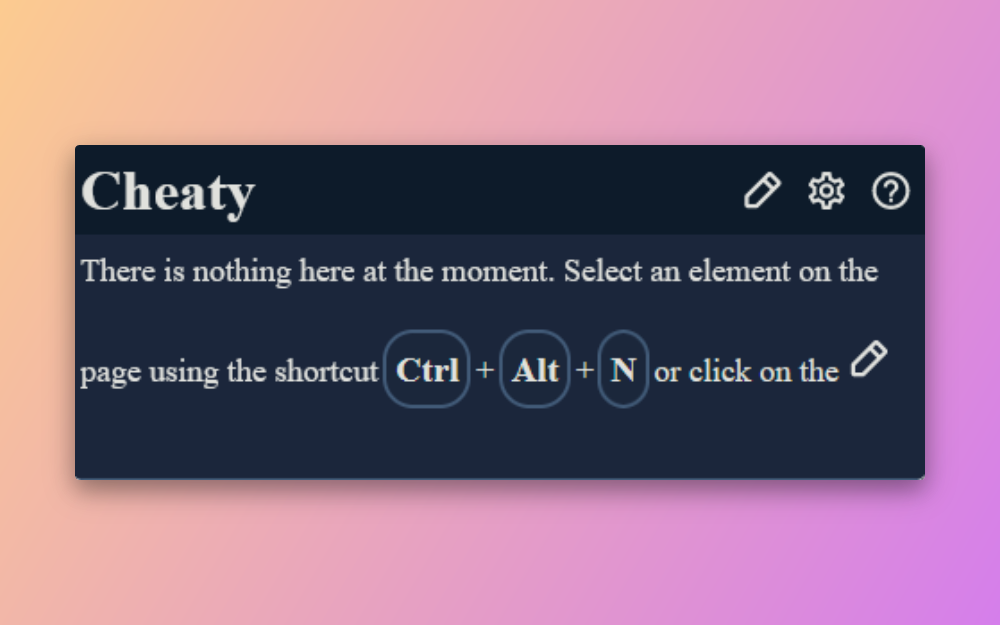 Cheaty
There is nothing here at the moment. Select an element on the
page using the shortcut Ctrl + Alt + N or click on the